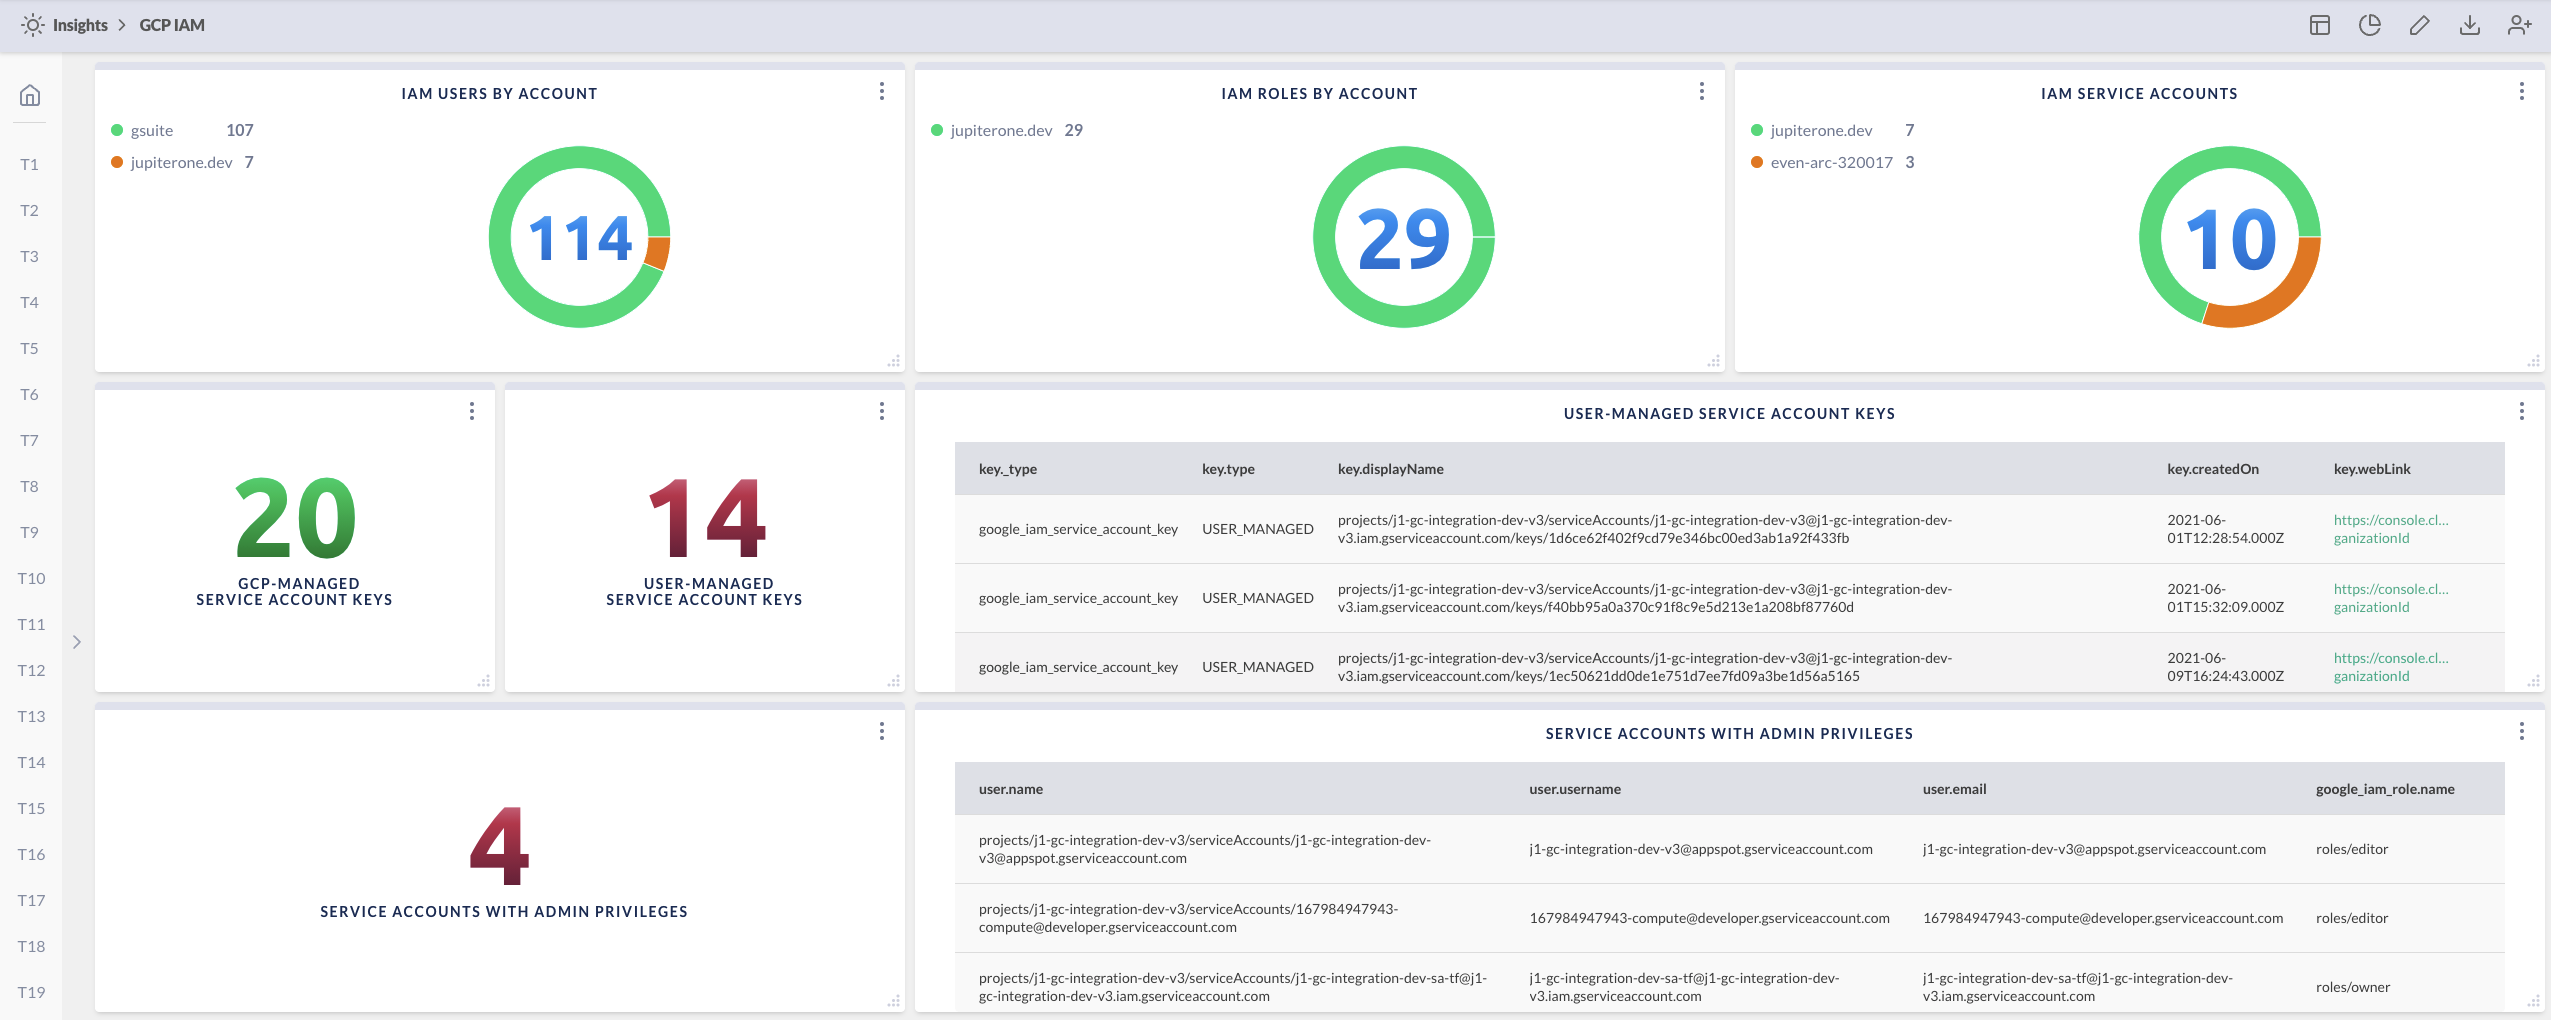 Insights > GCP IAM
T1
T2
T3
T4
T5
T6
T7
T8
T9
T10
T11
T12
T13
T14
T15
T16
T17
T18
T19
IAM USERS BY ACCOUNT
gsuite 107
jupiterone.dev 7
114
IAM ROLES BY ACCOUNT
jupiterone.dev 29
29
IAM SERVICE ACCOUNTS
jupiterone.dev 7
even-arc-320017 3
10
20
GCP-MANAGED
SERVICE ACCOUNT KEYS
14
USER-MANAGED
SERVICE ACCOUNT KEYS
USER-MANAGED SERVICE ACCOUNT KEYS
key._type key.type key.displayName key.createdOn key.webLink
projects/j1-gc-integration-dev-v3/serviceAccounts/j1-gc-integration-dev-v3@j1-gc-integration-dev- 2021-06- https://console.cl...
google_iam_service_account_key USER_MANAGED
v3.iam.gserviceaccount.com/keys/1d6ce62f402f9cd79e346bc00ed3ab1a92f433fb 01T12:28:54.000Z ganizationId
projects/j1-gc-integration-dev-v3/serviceAccounts/j1-gc-integration-dev-v3@j1-gc-integration-dev- 2021-06- https://console.cl...
google_iam_service_account_key USER_MANAGED
v3.iam.gserviceaccount.com/keys/f40bb95a0a370c91f8c9e5d213e1a208bf87760d 01T15:32:09.000Z ganizationId
projects/j1-gc-integration-dev-v3/serviceAccounts/j1-gc-integration-dev-v3@j1-gc-integration-dev- 2021-06- https://console.cl...
google_iam_service_account_key USER_MANAGED
v3.iam.gserviceaccount.com/keys/1ec50621dd0de1e751d7ee7fd09a3be1d56a5165 09T16:24:43.000Z ganizationId
4
SERVICE ACCOUNTS WITH ADMIN PRIVILEGES
SERVICE ACCOUNTS WITH ADMIN PRIVILEGES
user.name user.username user.email google_iam_role.name
projects/j1-gc-integration-dev-v3/serviceAccounts/j1-gc-integration-dev-
v3@appspot.gserviceaccount.com
j1-gc-integration-dev-v3@appspot.gserviceaccount.com j1-gc-integration-dev-v3@appspot.gserviceaccount.com roles/editor
projects/j1-gc-integration-dev-v3/serviceAccounts/167984947943-
compute@developer.gserviceaccount.com
167984947943-compute@developer.gserviceaccount.com 167984947943-compute@developer.gserviceaccount.com roles/editor
projects/j1-gc-integration-dev-v3/serviceAccounts/j1-gc-integration-dev-sa-tf@j1-
gc-integration-dev-v3.iam.gserviceaccount.com
j1-gc-integration-dev-sa-tf@j1-gc-integration-dev-
v3.iam.gserviceaccount.com
j1-gc-integration-dev-sa-tf@j1-gc-integration-dev-
v3.iam.gserviceaccount.com
roles/owner